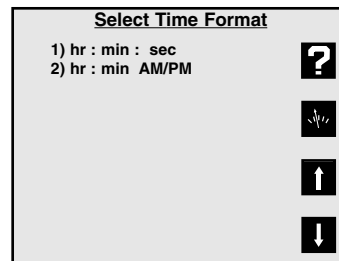 Select Time Format
1) hr : min : sec
2) hr : min AM/PM
?